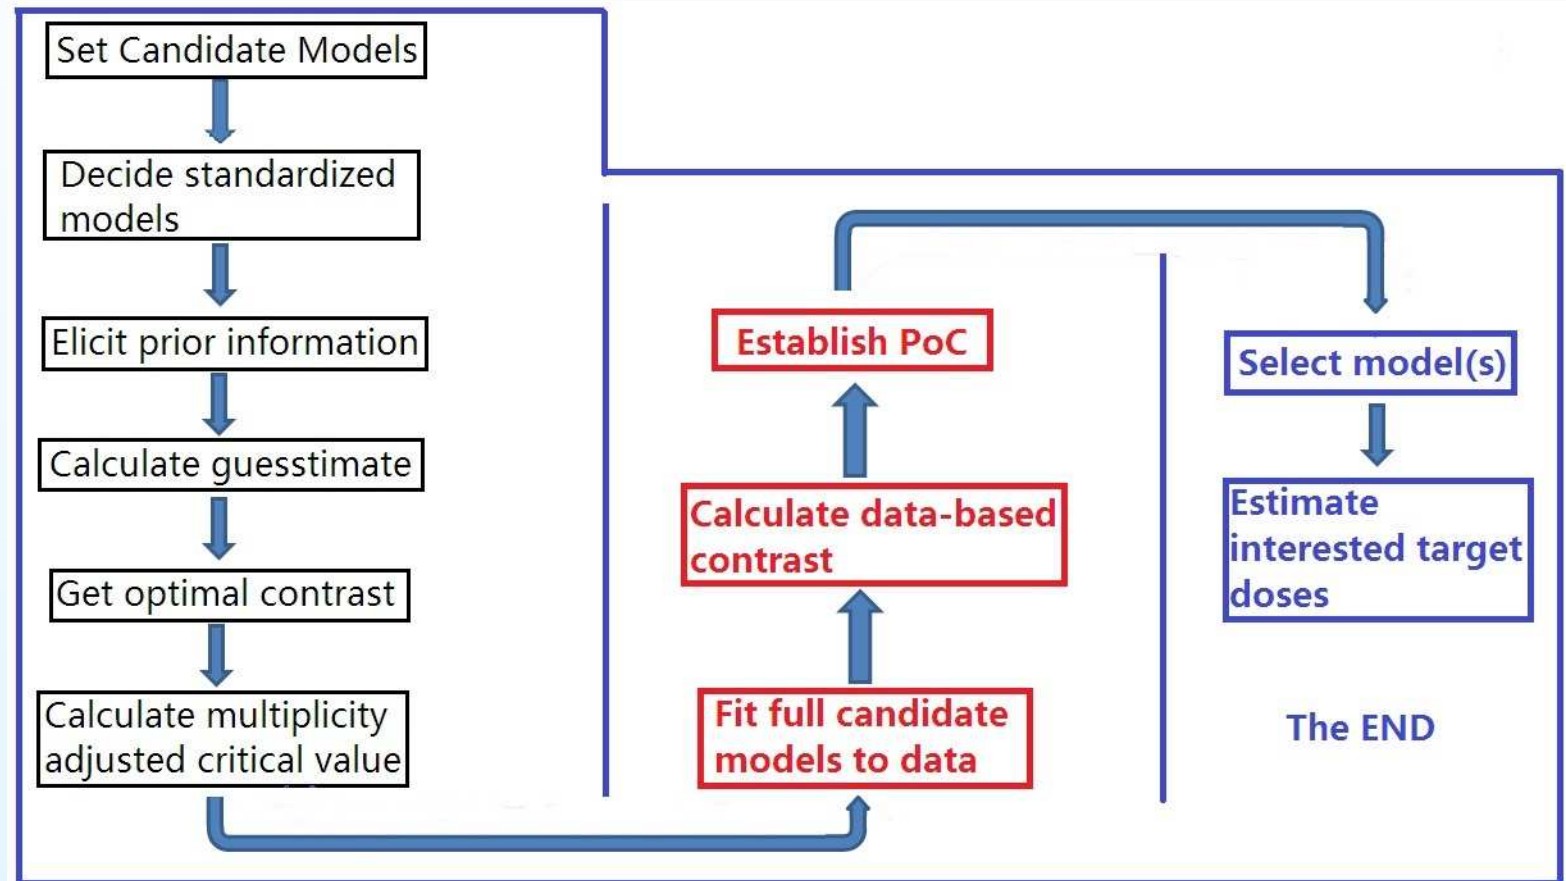 Set Candidate Models
Decide standardized
models
Elicit prior information
Calculate guesstimate
Get optimal contrast
Calculate multiplicity
adjusted critical value
Fit full candidate
models to data
Calculate data-based
contrast
Establish PoC
Select model(s)
Estimate
interested target
doses
The END